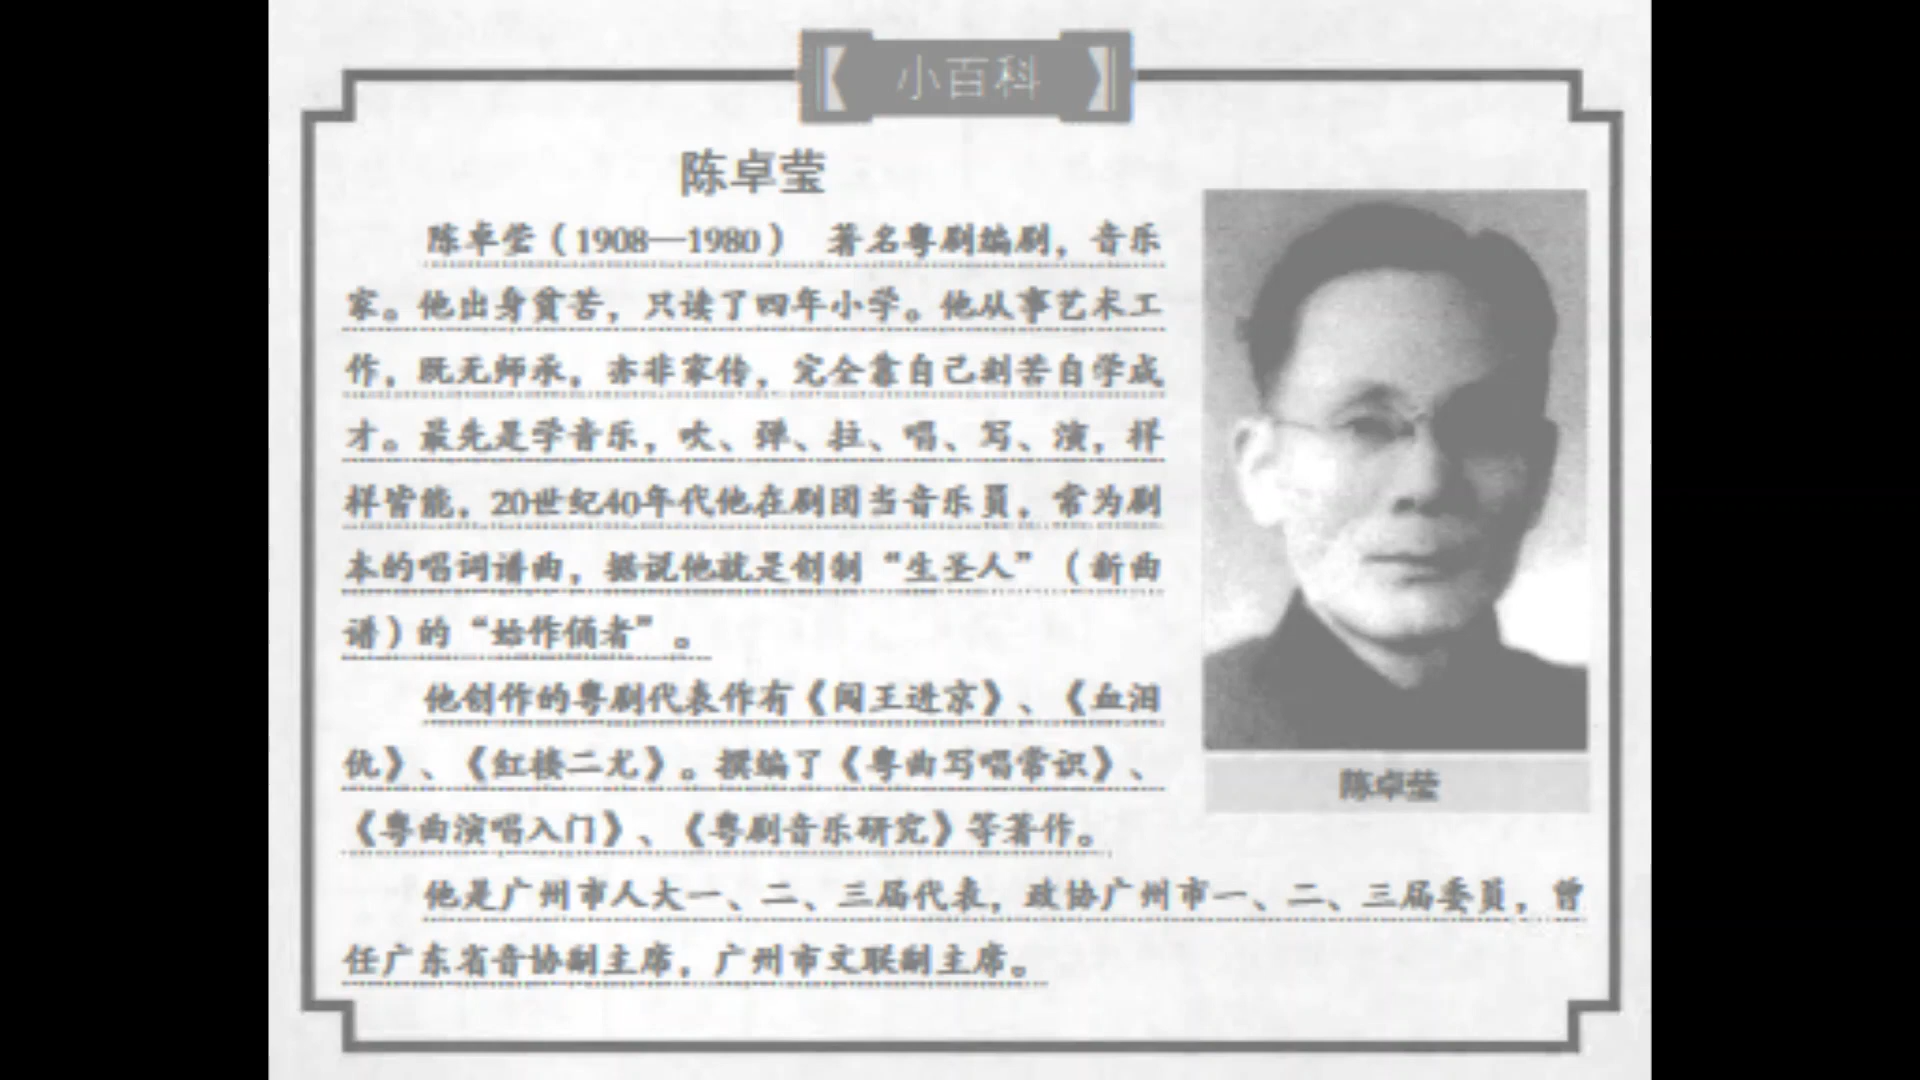 小百科
陈卓莹
陈卓莹（1908—1980） 著名粤剧编剧，音乐
家。他出身贫苦，只读了四年小学。他从事艺术工
作，既无师承，亦非家传，完全靠自己刻苦自学成
才。最先是学音乐，吹、弹、拉、唱、写、演，样
样皆能，20世纪40年代他在剧团当音乐員，常为剧
本的唱词谱曲，据说他就是创制“生圣人”（新曲
谱）的“始作俑者”。
他创作的粤剧代表作有《闯王进京》、《血泪
仇》、《红楼二尤》。撰编了《粤曲写唱常识》、
《粤曲演唱入门》、《粤剧音乐研究》等著作。
他是广州市人大一、二、三届代表，政协广州市一、二、三届委員，曾
任广东省音协副主席，广州市文联副主席。
陈卓莹